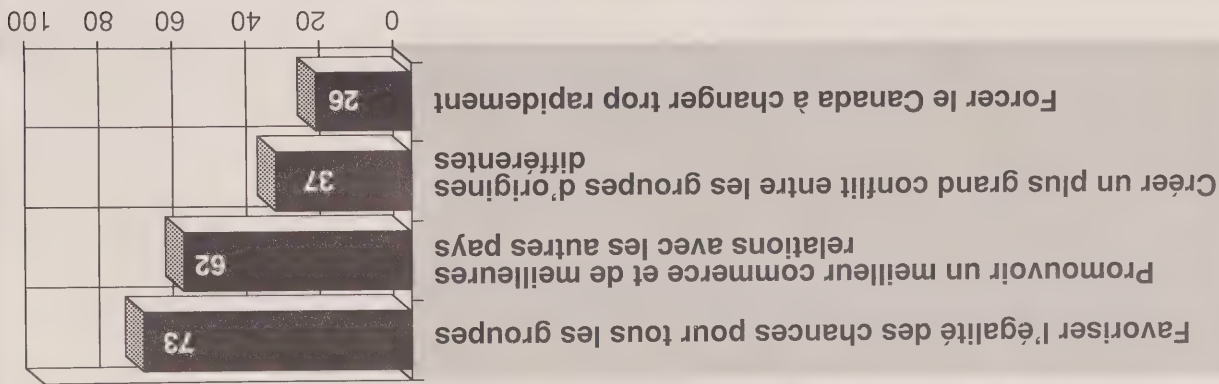 Favoriser l'égalité des chances pour tous les groupes
73
Promouvoir un meilleur commerce et de meilleures
relations avec les autres pays
62
Créer un plus grand conflit entre les groupes d'origines
différentes
37
Forcer le Canada à changer trop rapidement
26
0 20 40 60 80 100